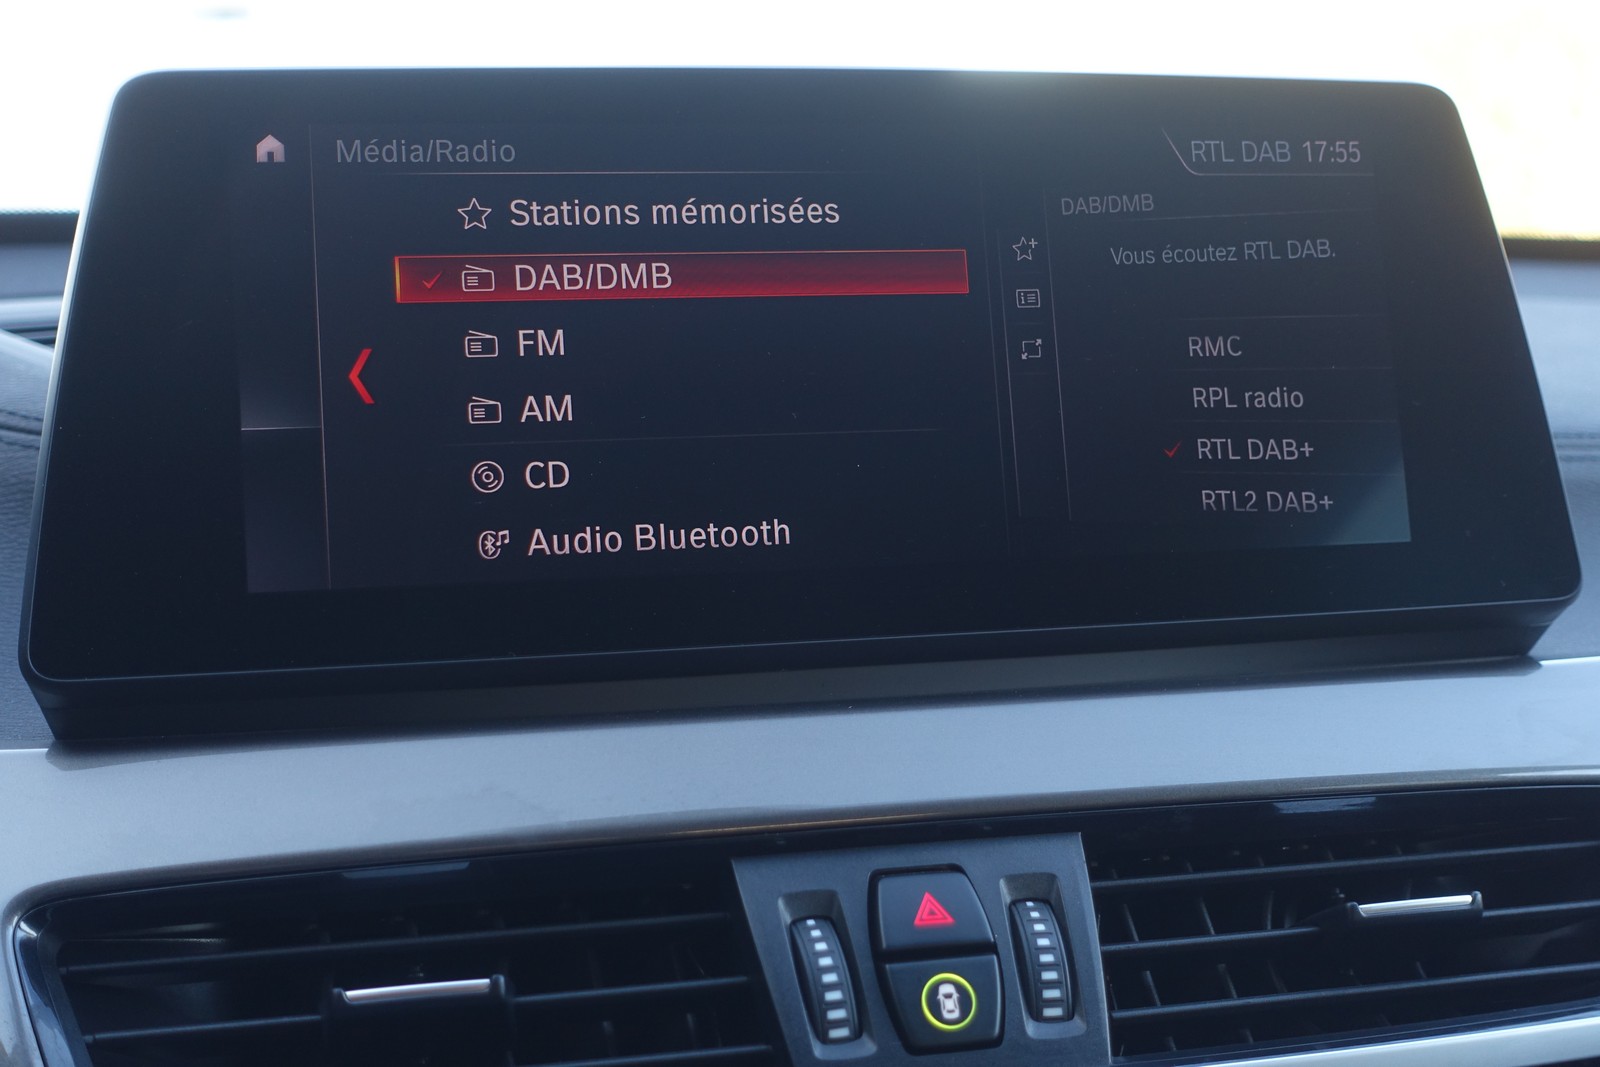 Média/Radio
RTL DAB 17:55
Stations mémorisées
DAB/DMB
FM
AM
CD
Audio Bluetooth
DAB/DMB
Vous écoutez RTL DAB.
RMC
RPL radio
RTL DAB+
RTL2 DAB+